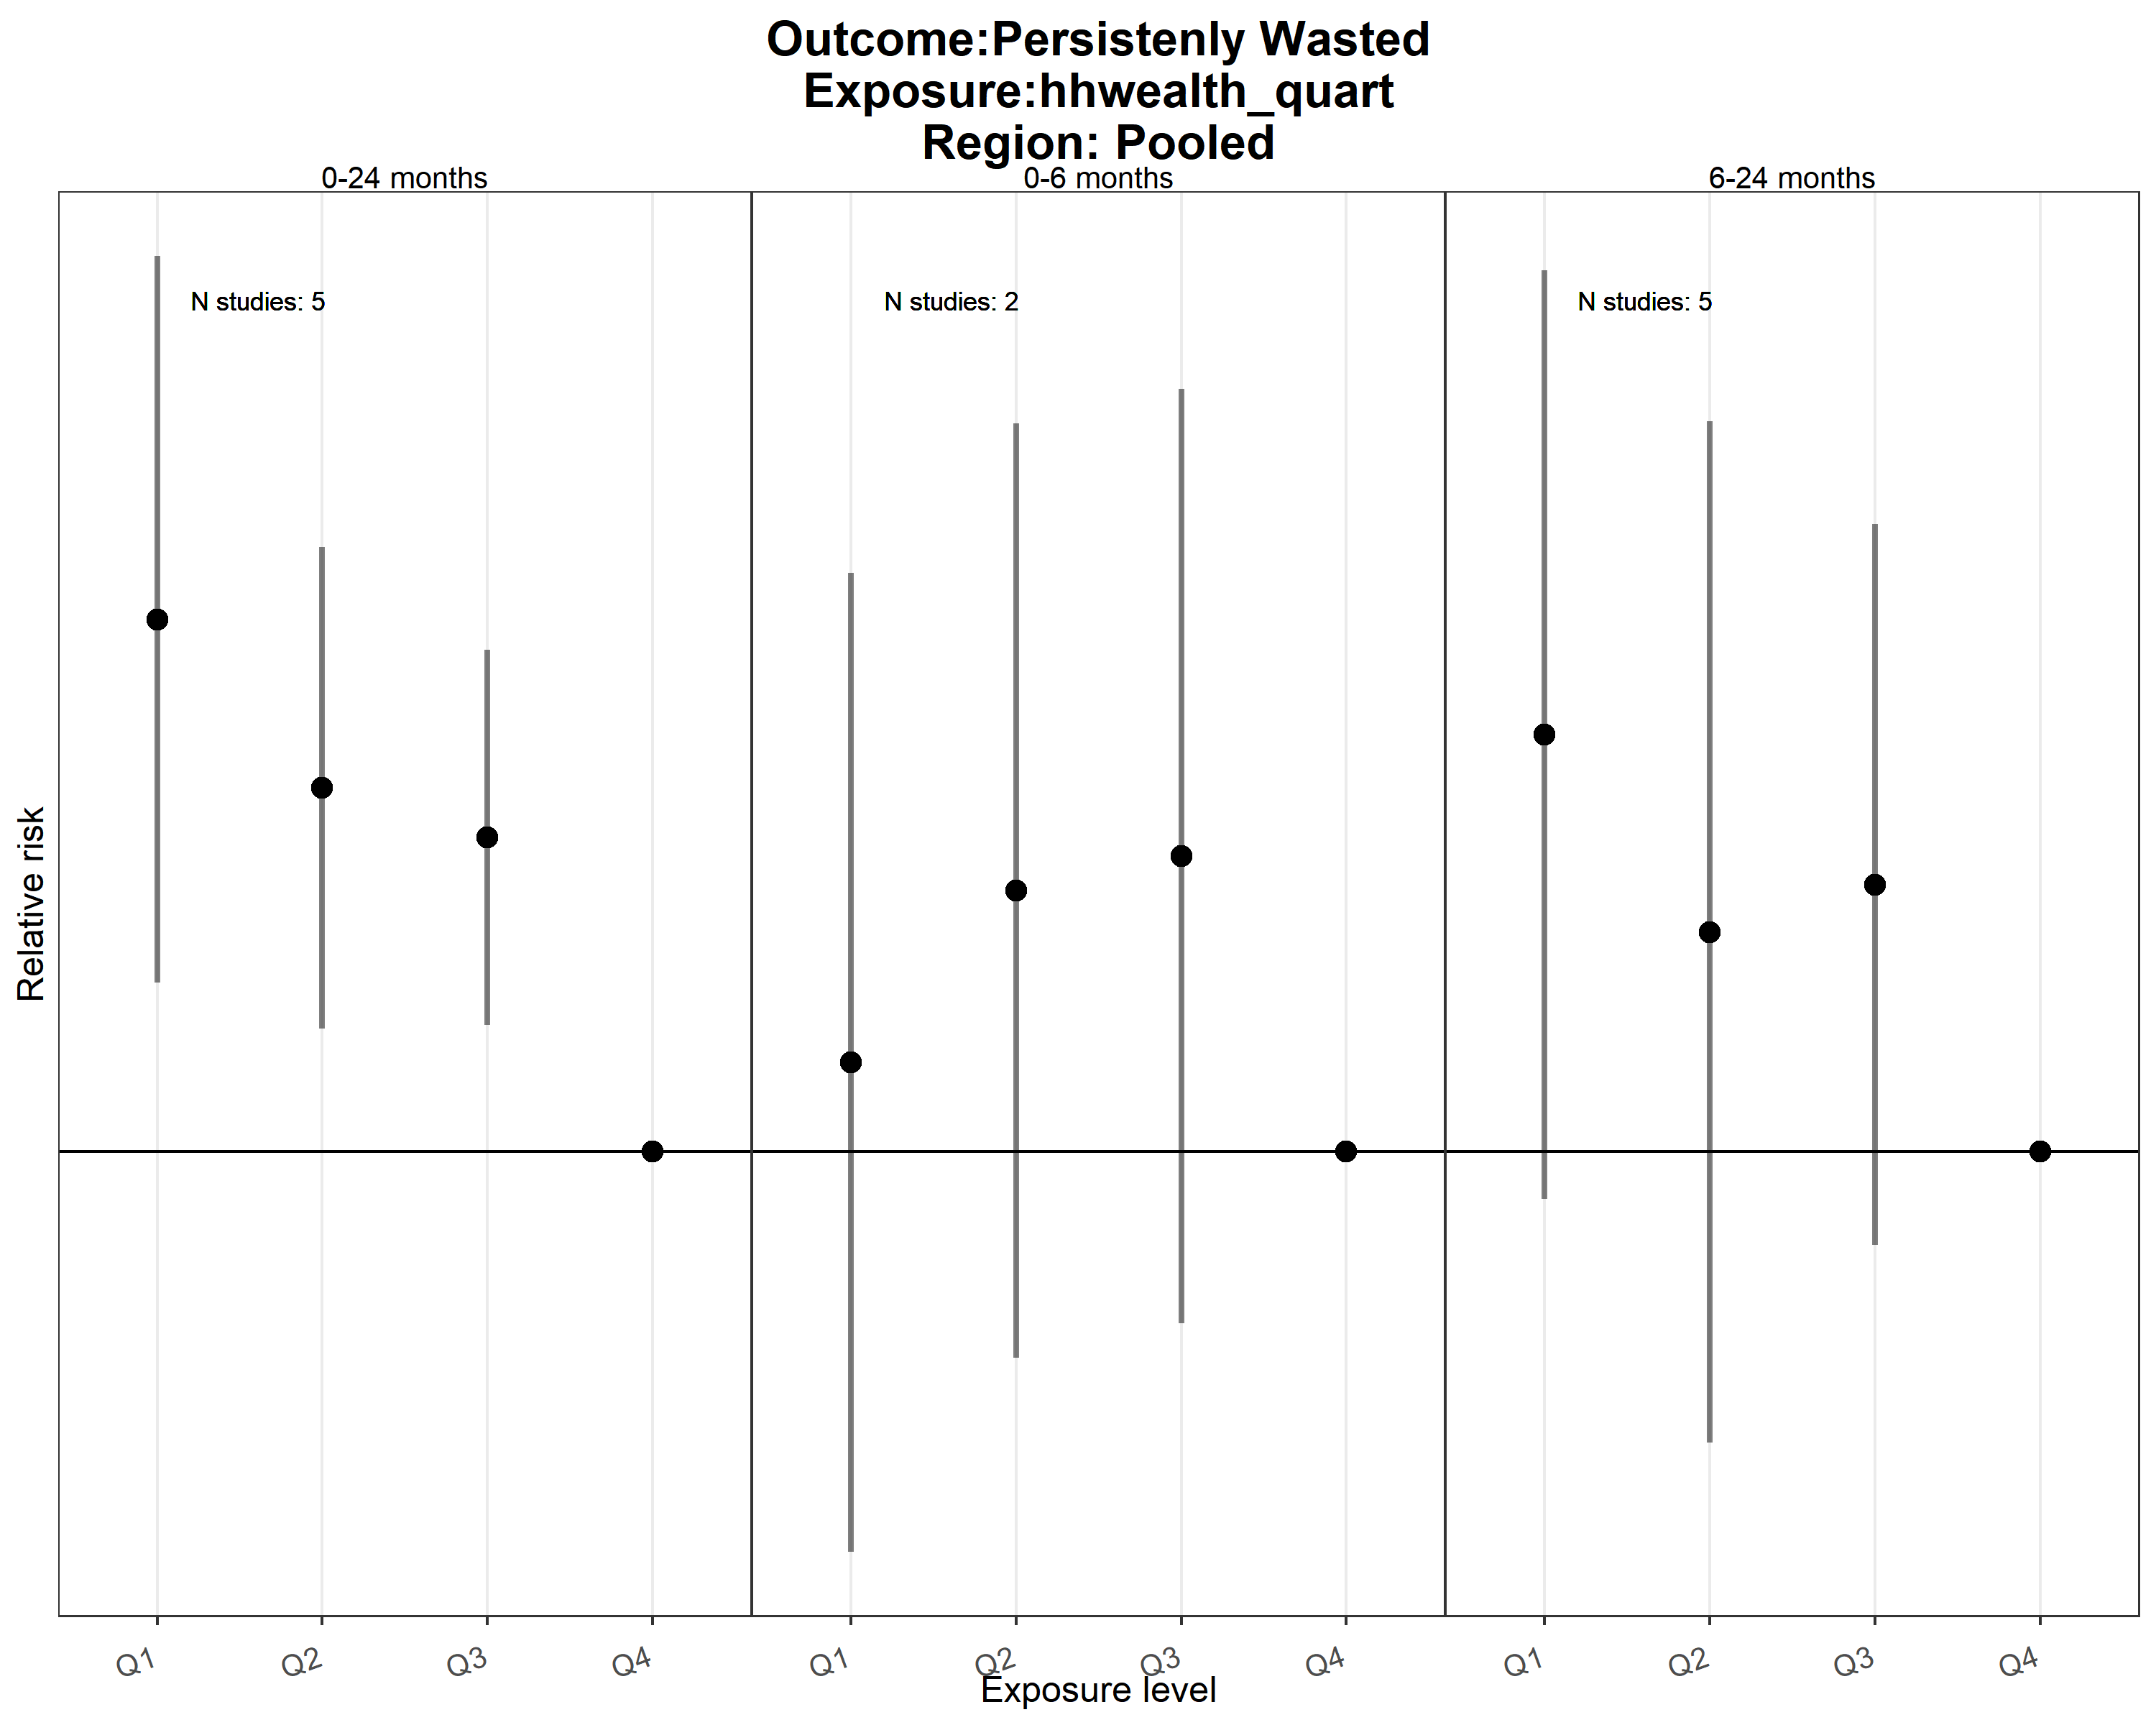 Outcome:Persistenly Wasted
Exposure:hhwealth_quart
Region: Pooled
0-24 months
0-6 months
6-24 months
N studies: 5
N studies: 2
N studies: 5
Relative risk
Q1
Q2
Q3
Q4
Q1
Q2
Q3
Q4
Q1
Q2
Q3
Q4
Exposure level